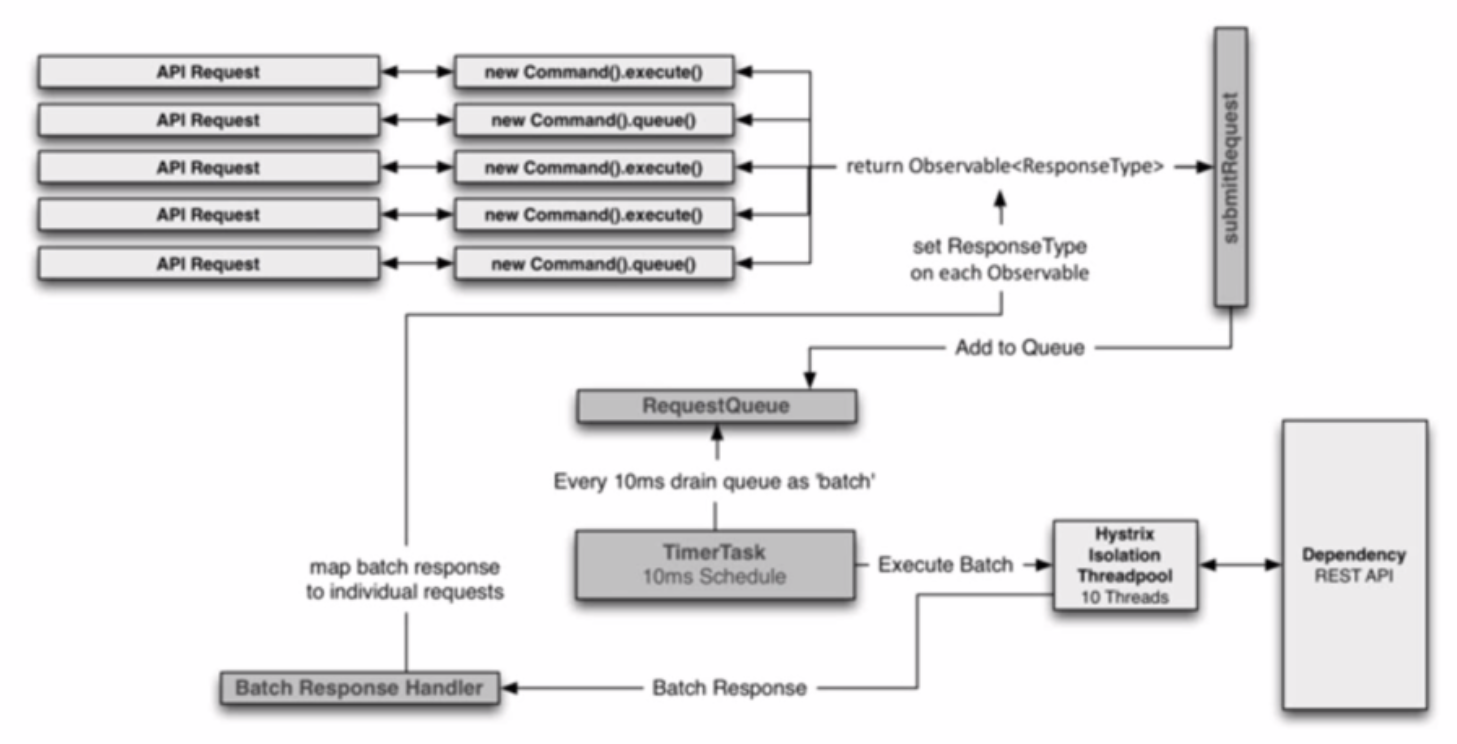 API Request
new Command().execute()
API Request
new Command().queue()
API Request
new Command().execute()
return Observable<ResponseType>
submitRequest
API Request
new Command().execute()
API Request
new Command().queue()
set ResponseType
on each Observable
Add to Queue
RequestQueue
Every 10ms drain queue as 'batch'
TimerTask
10ms Schedule
Execute Batch
Hystrix
Isolation
Threadpool
10 Threads
Dependency
REST API
map batch response
to individual requests
Batch Response Handler
Batch Response